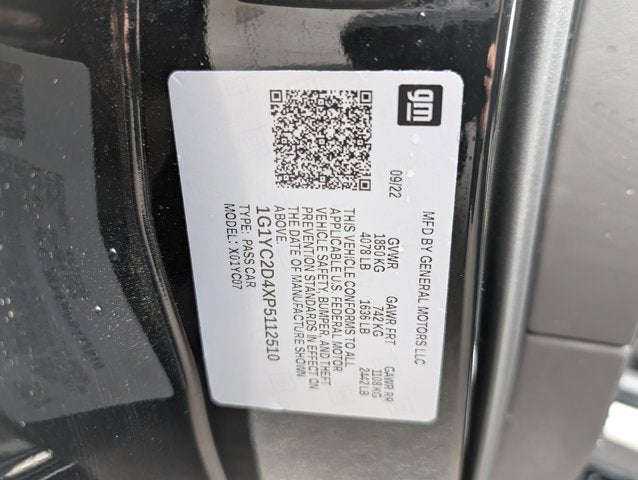 gm
MFD BY GENERAL MOTORS LLC
09/22 GVWR GAWR FRT GAWR RR
1850 KG 742 KG 1108 KG
4078 LB 1636 LB 2442 LB
THIS VEHICLE CONFORMS TO ALL
APPLICABLE U.S. FEDERAL MOTOR
VEHICLE SAFETY, BUMPER, AND THEFT
PREVENTION STANDARDS IN EFFECT ON
THE DATE OF MANUFACTURE SHOWN
ABOVE.
1G1YC2D4XP5112510
TYPE: PASS CAR
MODEL: X01YO07